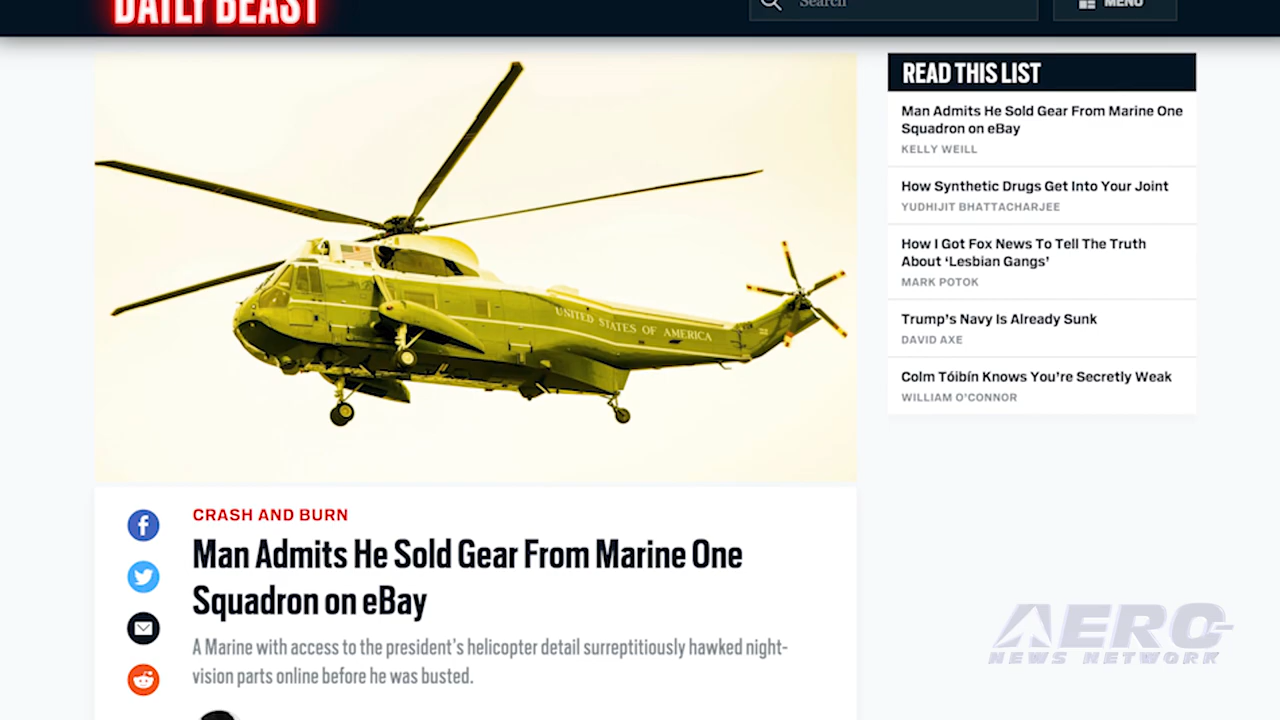 DAILY BEAST
Search
MENU
UNITED STATES OF AMERICA
READ THIS LIST
Man Admits He Sold Gear From Marine One
Squadron on eBay
KELLY WEILL
How Synthetic Drugs Get Into Your Joint
YUDHIJIT BHATTACHARJEE
How I Got Fox News To Tell The Truth
About ‘Lesbian Gangs’
MARK POTOK
Trump’s Navy Is Already Sunk
DAVID AXE
Colm Tóibín Knows You’re Secretly Weak
WILLIAM O’CONNOR
CRASH AND BURN
Man Admits He Sold Gear From Marine One
Squadron on eBay
A Marine with access to the president’s helicopter detail surreptitiously hawked night-
vision parts online before he was busted.
AERO
NEWS NETWORK